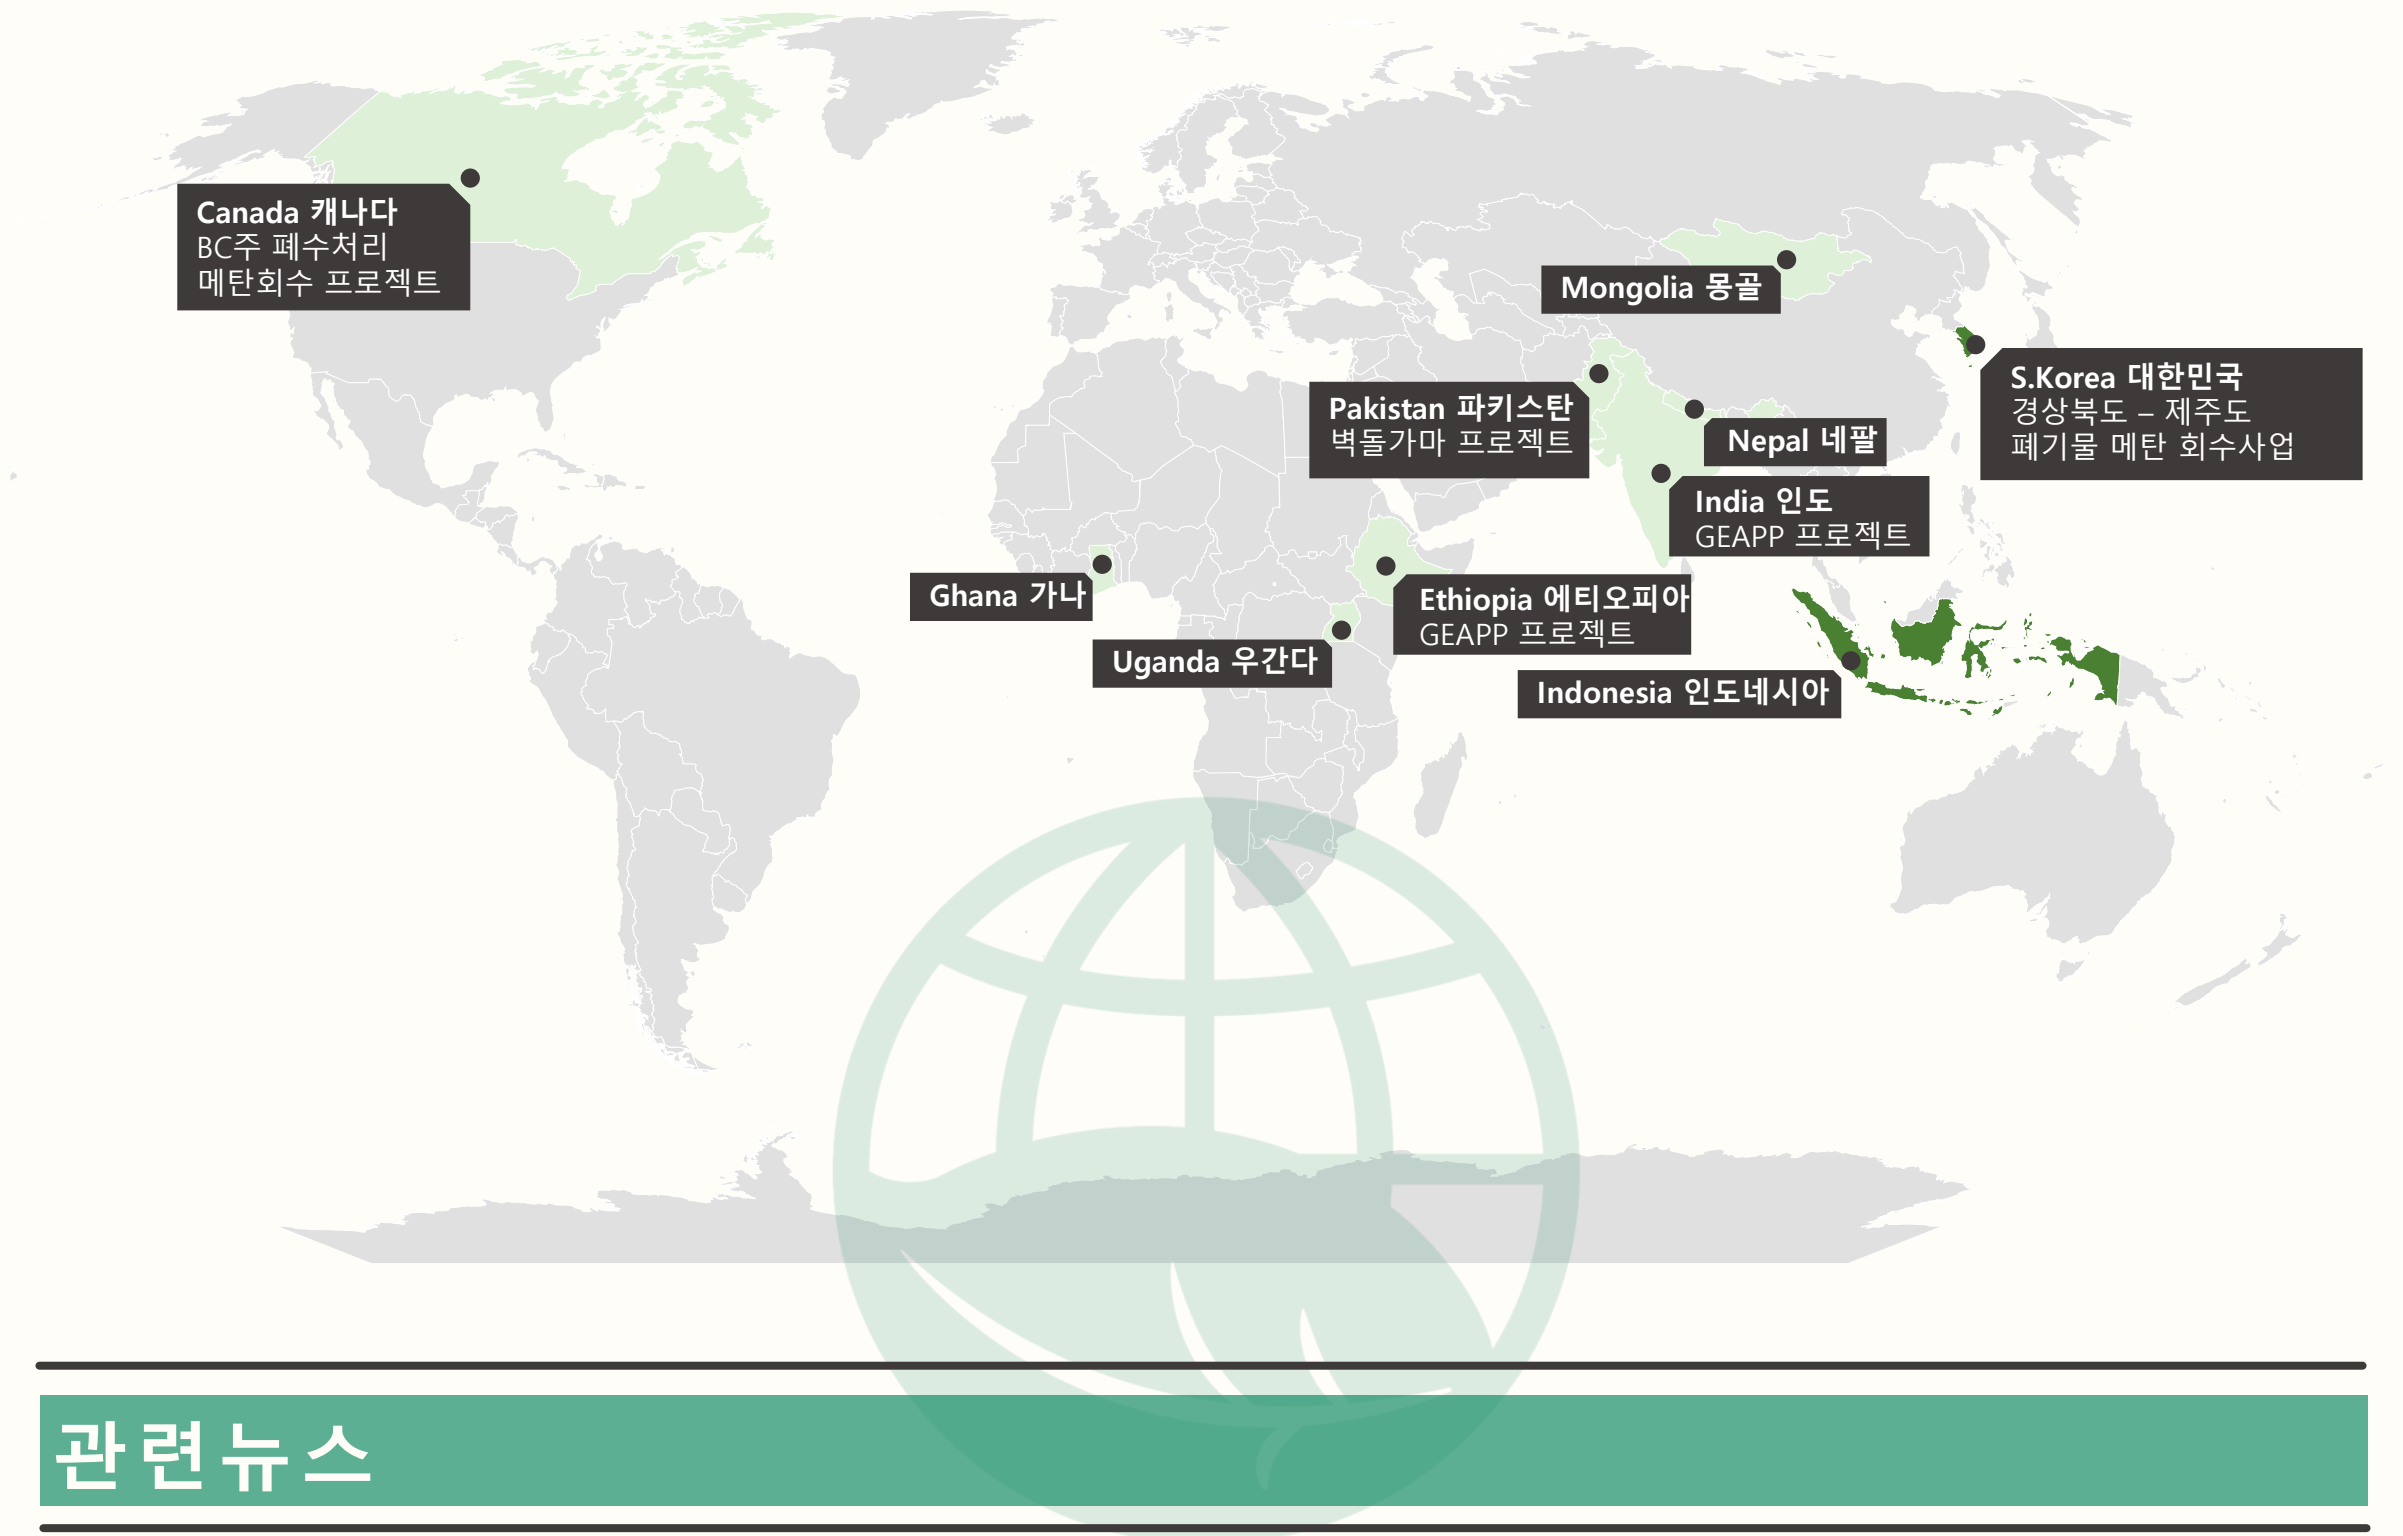 Canada 캐나다
BC주 폐수처리
메탄회수 프로젝트
Mongolia 몽골
S.Korea 대한민국
경상북도 – 제주도
폐기물 메탄 회수사업
Pakistan 파키스탄
벽돌가마 프로젝트
Nepal 네팔
India 인도
GEAPP 프로젝트
Ghana 가나
Ethiopia 에티오피아
GEAPP 프로젝트
Uganda 우간다
Indonesia 인도네시아
관련뉴스